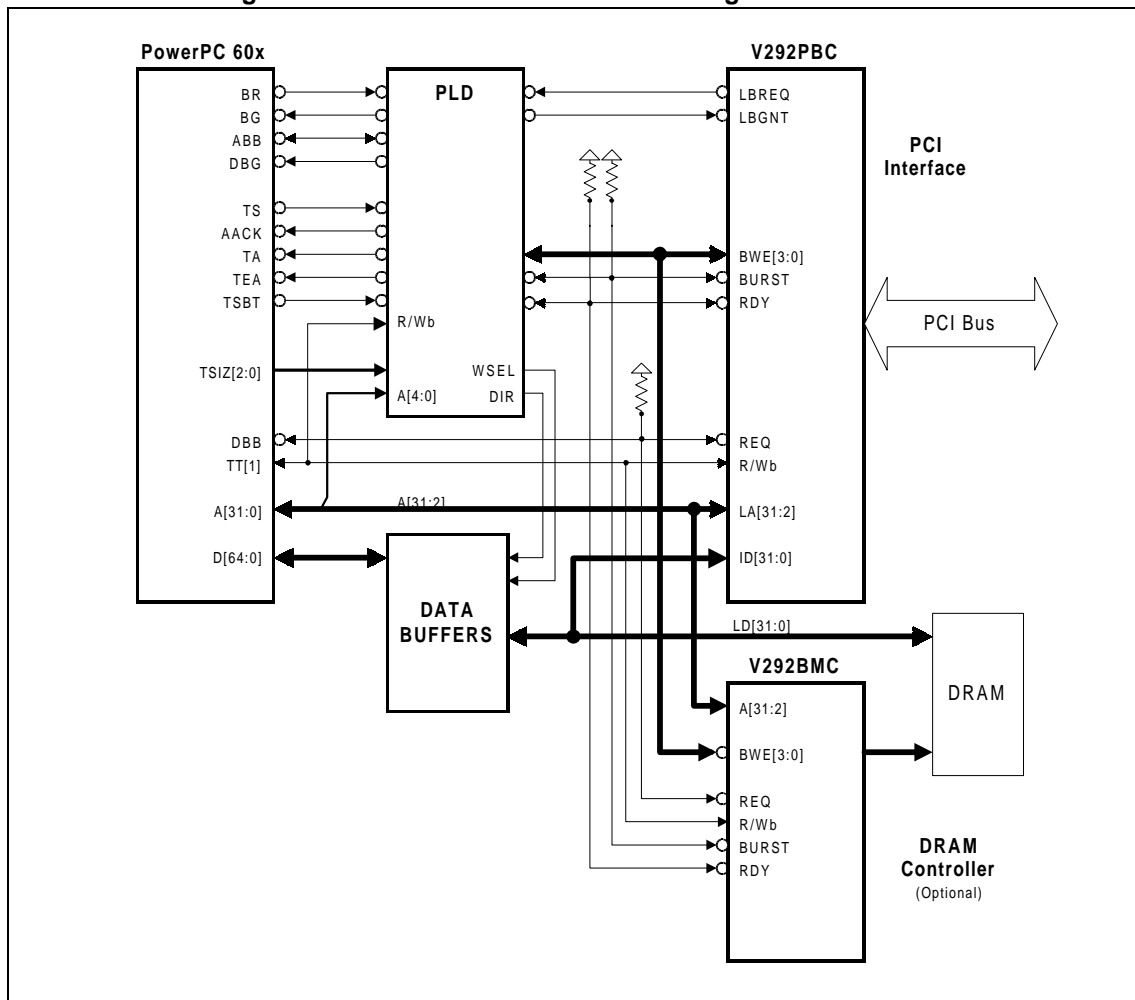 PowerPC 60x
BR
BG
ABB
DBG
TS
AACK
TA
TEA
TSBT
TSIZ[2:0]
DBB
TT[1]
A[31:0]
D[64:0]
PLD
R/Wb
A[4:0]
WSEL
DIR
A[31:2]
DATA
BUFFERS
V292PBC
LBREQ
LBGNT
BWE[3:0]
BURST
RDY
REQ
R/Wb
LA[31:2]
ID[31:0]
PCI
Interface
PCI Bus
LD[31:0]
V292BMC
A[31:2]
BWE[3:0]
REQ
R/Wb
BURST
RDY
DRAM
DRAM
Controller
(Optional)